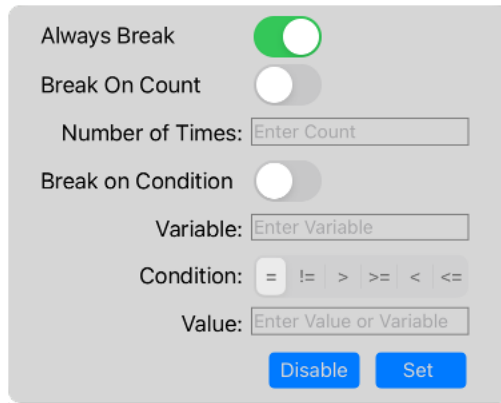 Always Break
Break On Count
Number of Times: Enter Count
Break on Condition
Variable: Enter Variable
Condition: = != > >= < <=
Value: Enter Value or Variable
Disable Set